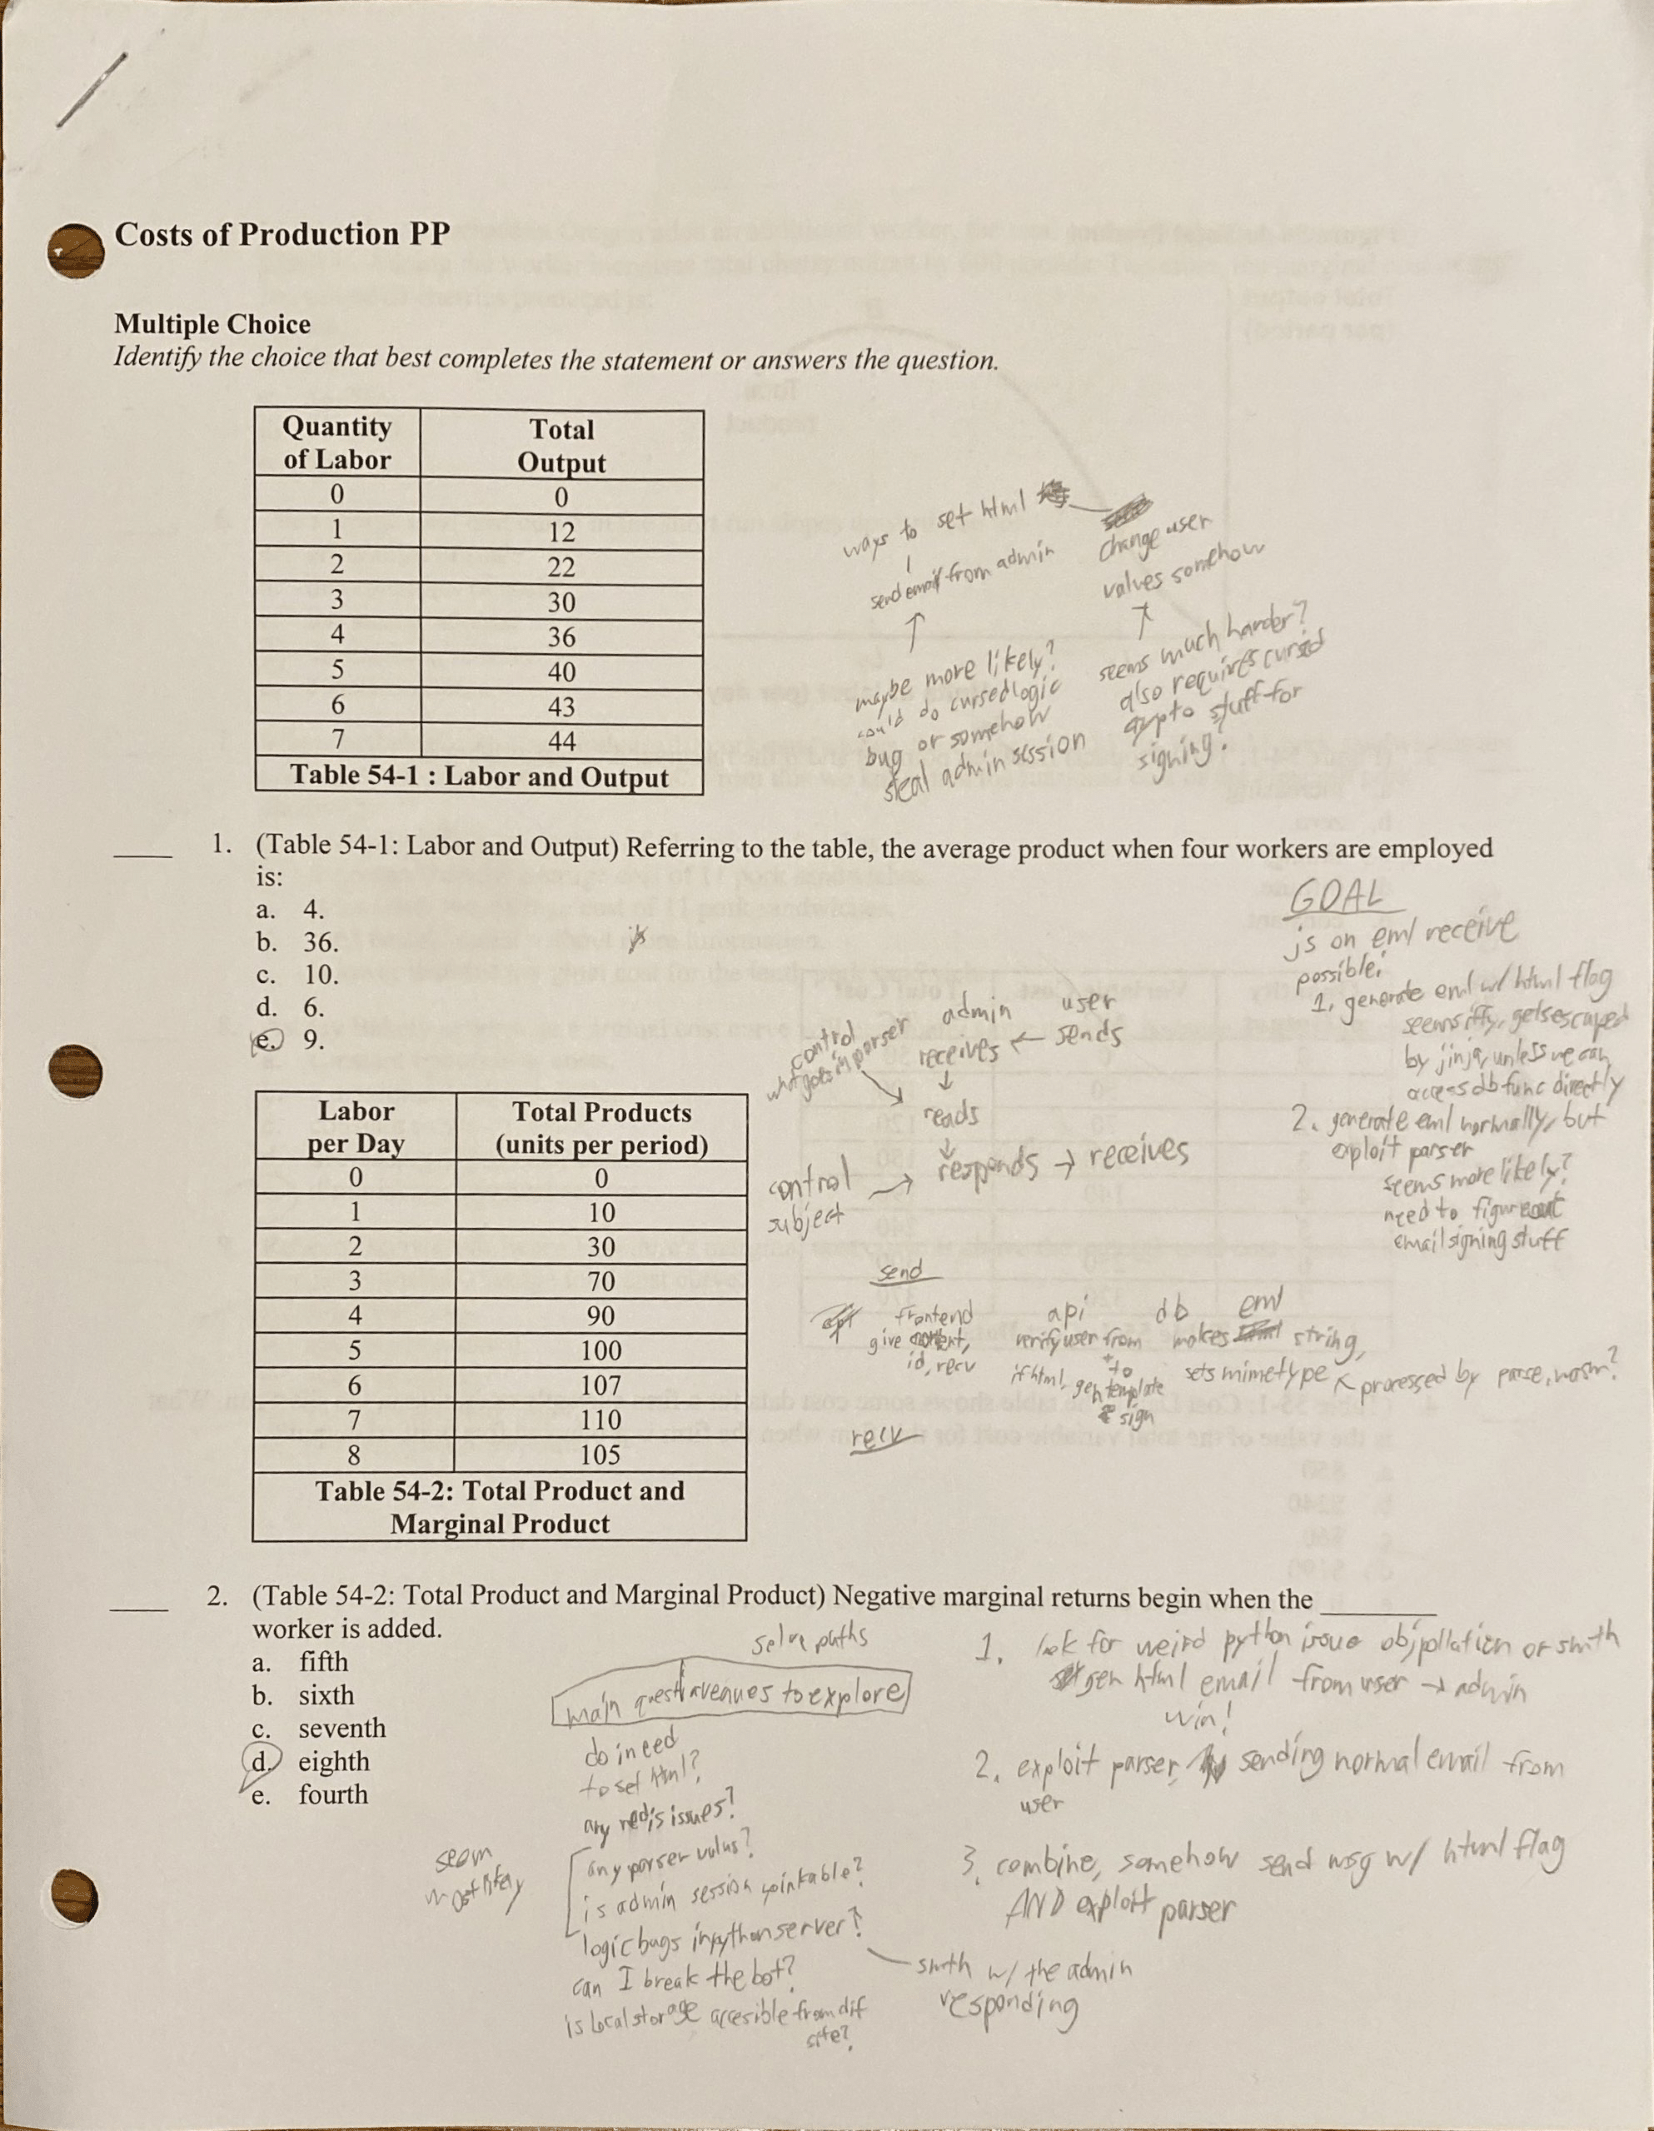 Costs of Production PP
Multiple Choice
Identify the choice that best completes the statement or answers the question.
Quantity of Labor Total Output
0 0
1 12
2 22
3 30
4 36
5 40
6 43
7 44
Table 54-1 : Labor and Output
ways to set html
send email from admin
maybe more likely?
could do cursed logic
bug or somehow
steal admin session
change user
values somehow
seems much harder?
also requires cursed
crypto stuff for
signing?
1. (Table 54-1: Labor and Output) Referring to the table, the average product when four workers are employed
is:
a. 4.
b. 36.
c. 10.
d. 6.
e. 9.
GOAL
js on eml receive
possible:
1. generate eml w/ html flag
seems iffy, gets escaped
by jinja, unless we can
access db func directly
2. generate eml normally, but
exploit parser
seems more likely?
need to figure out
email signing stuff
control
what goes in parser
admin user
receives ← sends
↓
reads
↓
control → responds → receives
subject
Labor per Day Total Products (units per period)
0 0
1 10
2 30
3 70
4 90
5 100
6 107
7 110
8 105
Table 54-2: Total Product and
Marginal Product
send
frontend
give content,
id, recv
api
verify user from
+ to
if html, gen template
& sign
db eml
makes string,
sets mimetype
processed by parse, wasm?
recv
2. (Table 54-2: Total Product and Marginal Product) Negative marginal returns begin when the ________
worker is added.
a. fifth
b. sixth
c. seventh
d. eighth
e. fourth
solve paths
main avenues to explore
do i need
to set html?
any redis issues?
any parser vulns?
is admin session yoinkable?
logic bugs in python server?
can I break the bot?
is local storage accesible from dif
site?
seem
most likely
smth w/ the admin
responding
1. look for weird python issue obj pollution or smth
gen html email from user → admin
win!
2. exploit parser, sending normal email from
user
3. combine, somehow send msg w/ html flag
AND exploit parser